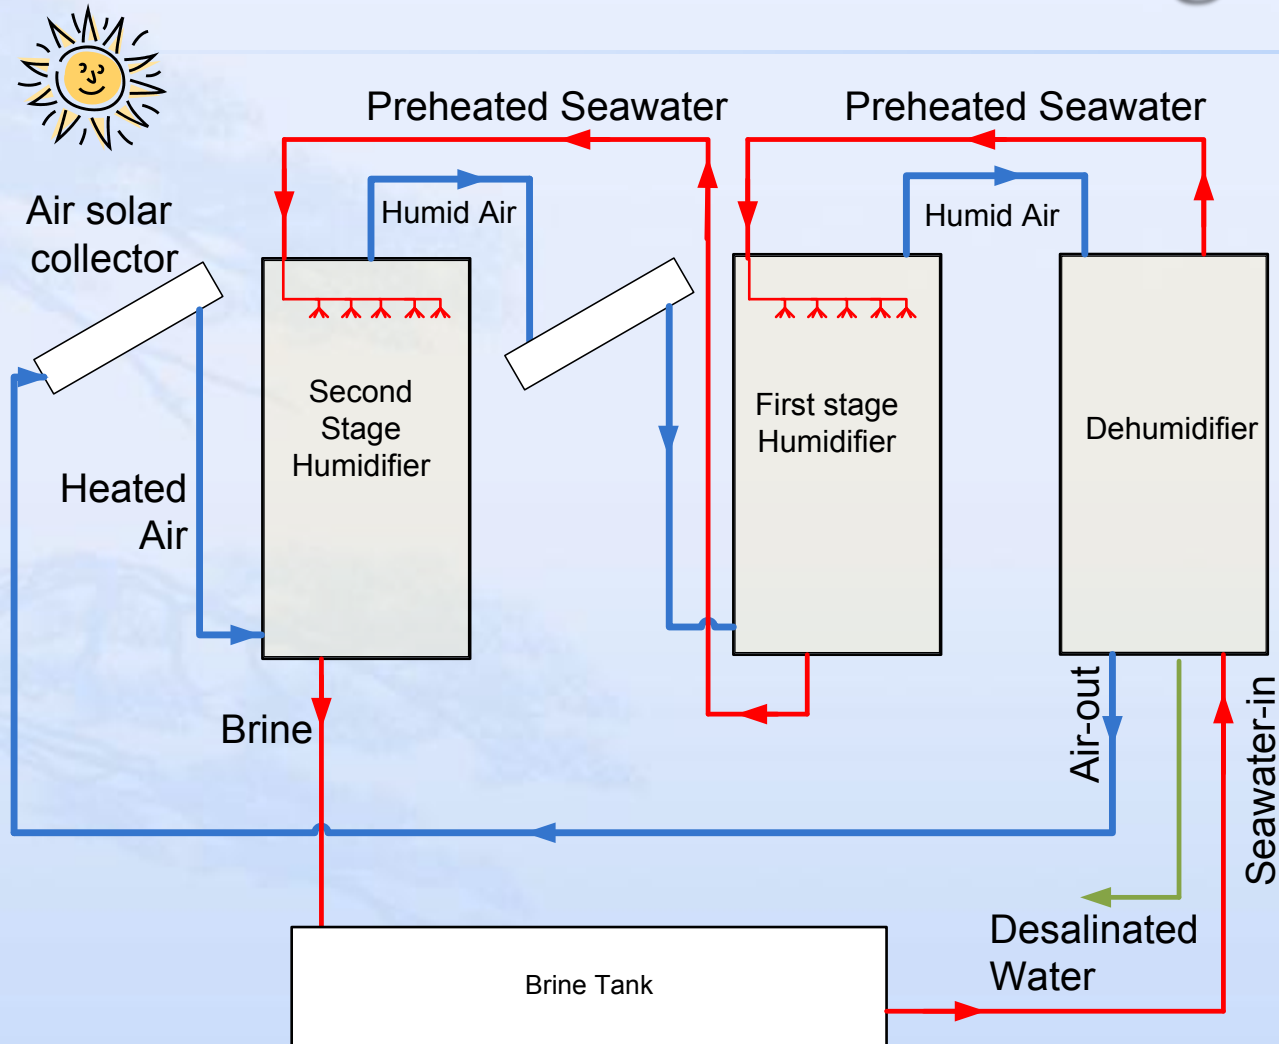 Preheated Seawater
Preheated Seawater
Air solar
collector
Humid Air
Humid Air
Second
Stage
Humidifier
First stage
Humidifier
Dehumidifier
Heated
Air
Brine
Air-out
Seawater-in
Desalinated
Water
Brine Tank